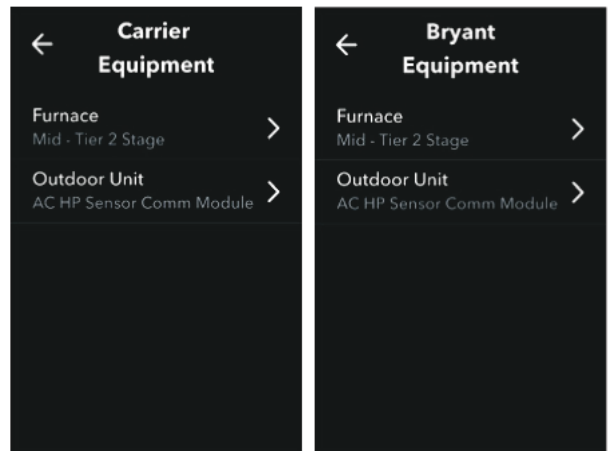 Carrier
Equipment
Furnace
Mid - Tier 2 Stage
Outdoor Unit
AC HP Sensor Comm Module
Bryant
Equipment
Furnace
Mid - Tier 2 Stage
Outdoor Unit
AC HP Sensor Comm Module